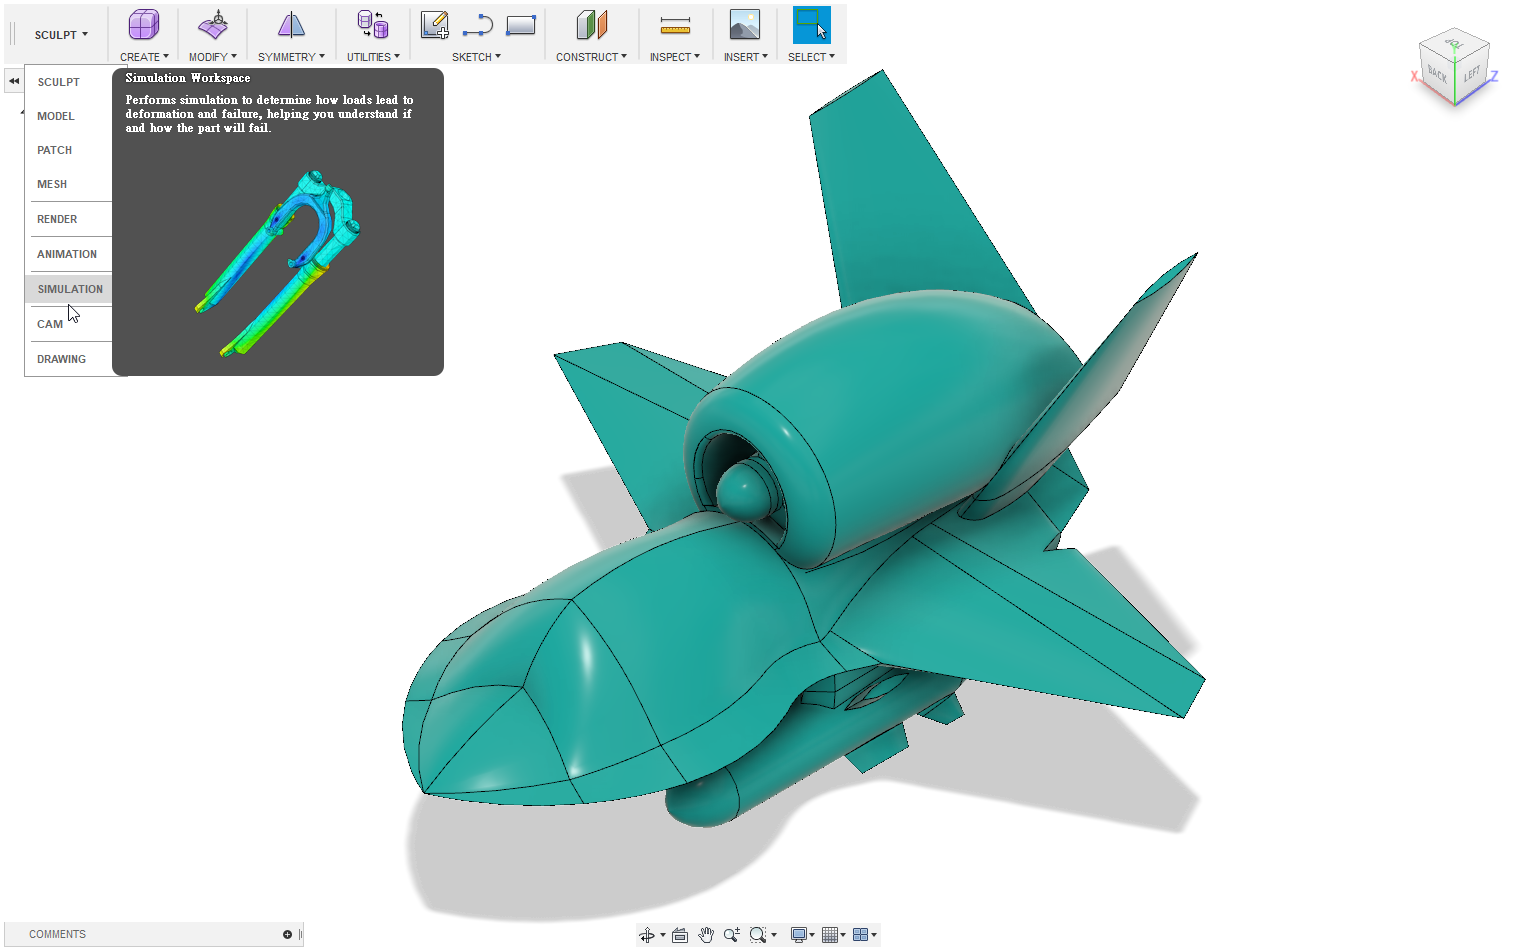 SCULPT
CREATE
MODIFY
SYMMETRY
UTILITIES
SKETCH
CONSTRUCT
INSPECT
INSERT
SELECT
SCULPT
MODEL
PATCH
MESH
RENDER
ANIMATION
SIMULATION
CAM
DRAWING
Simulation Workspace
Performs simulation to determine how loads lead to
deformation and failure, helping you understand if
and how the part will fail.
TOP
BACK
LEFT
X
Z
COMMENTS